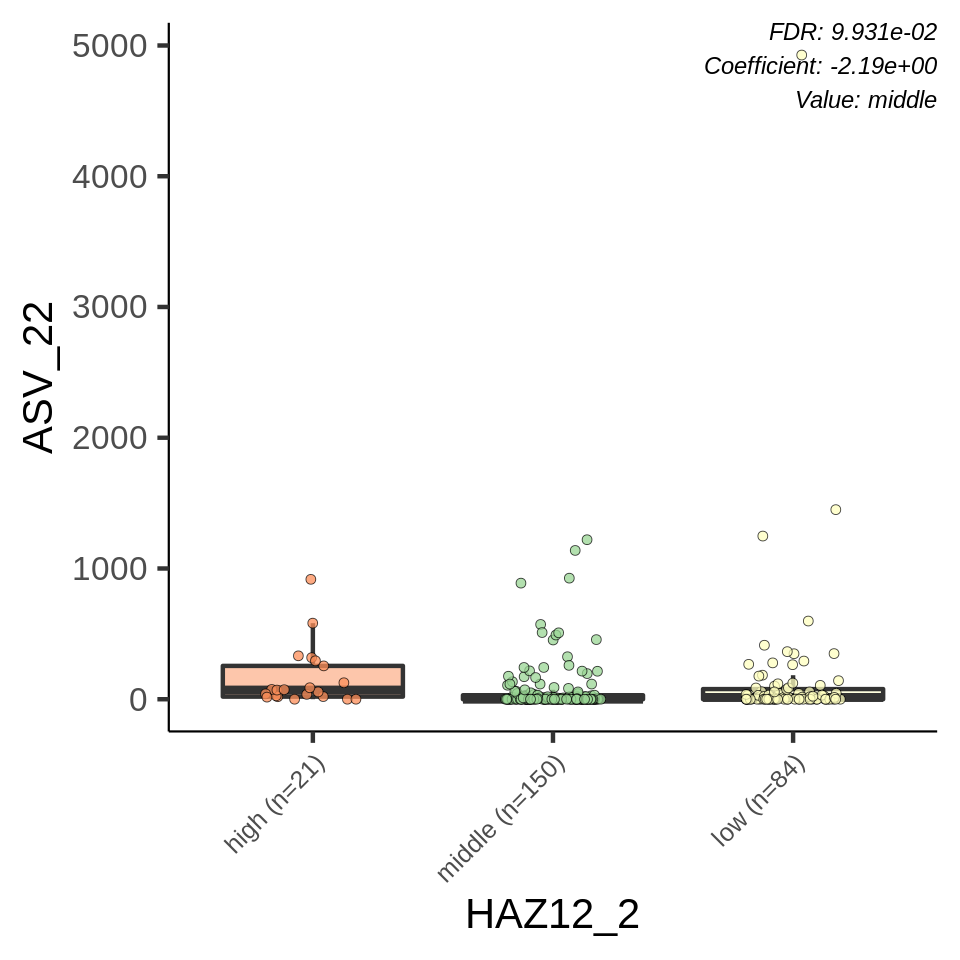 FDR: 9.931e-02
Coefficient: -2.19e+00
Value: middle
5000
4000
3000
2000
1000
0
ASV_22
high (n=21)
middle (n=150)
low (n=84)
HAZ12_2